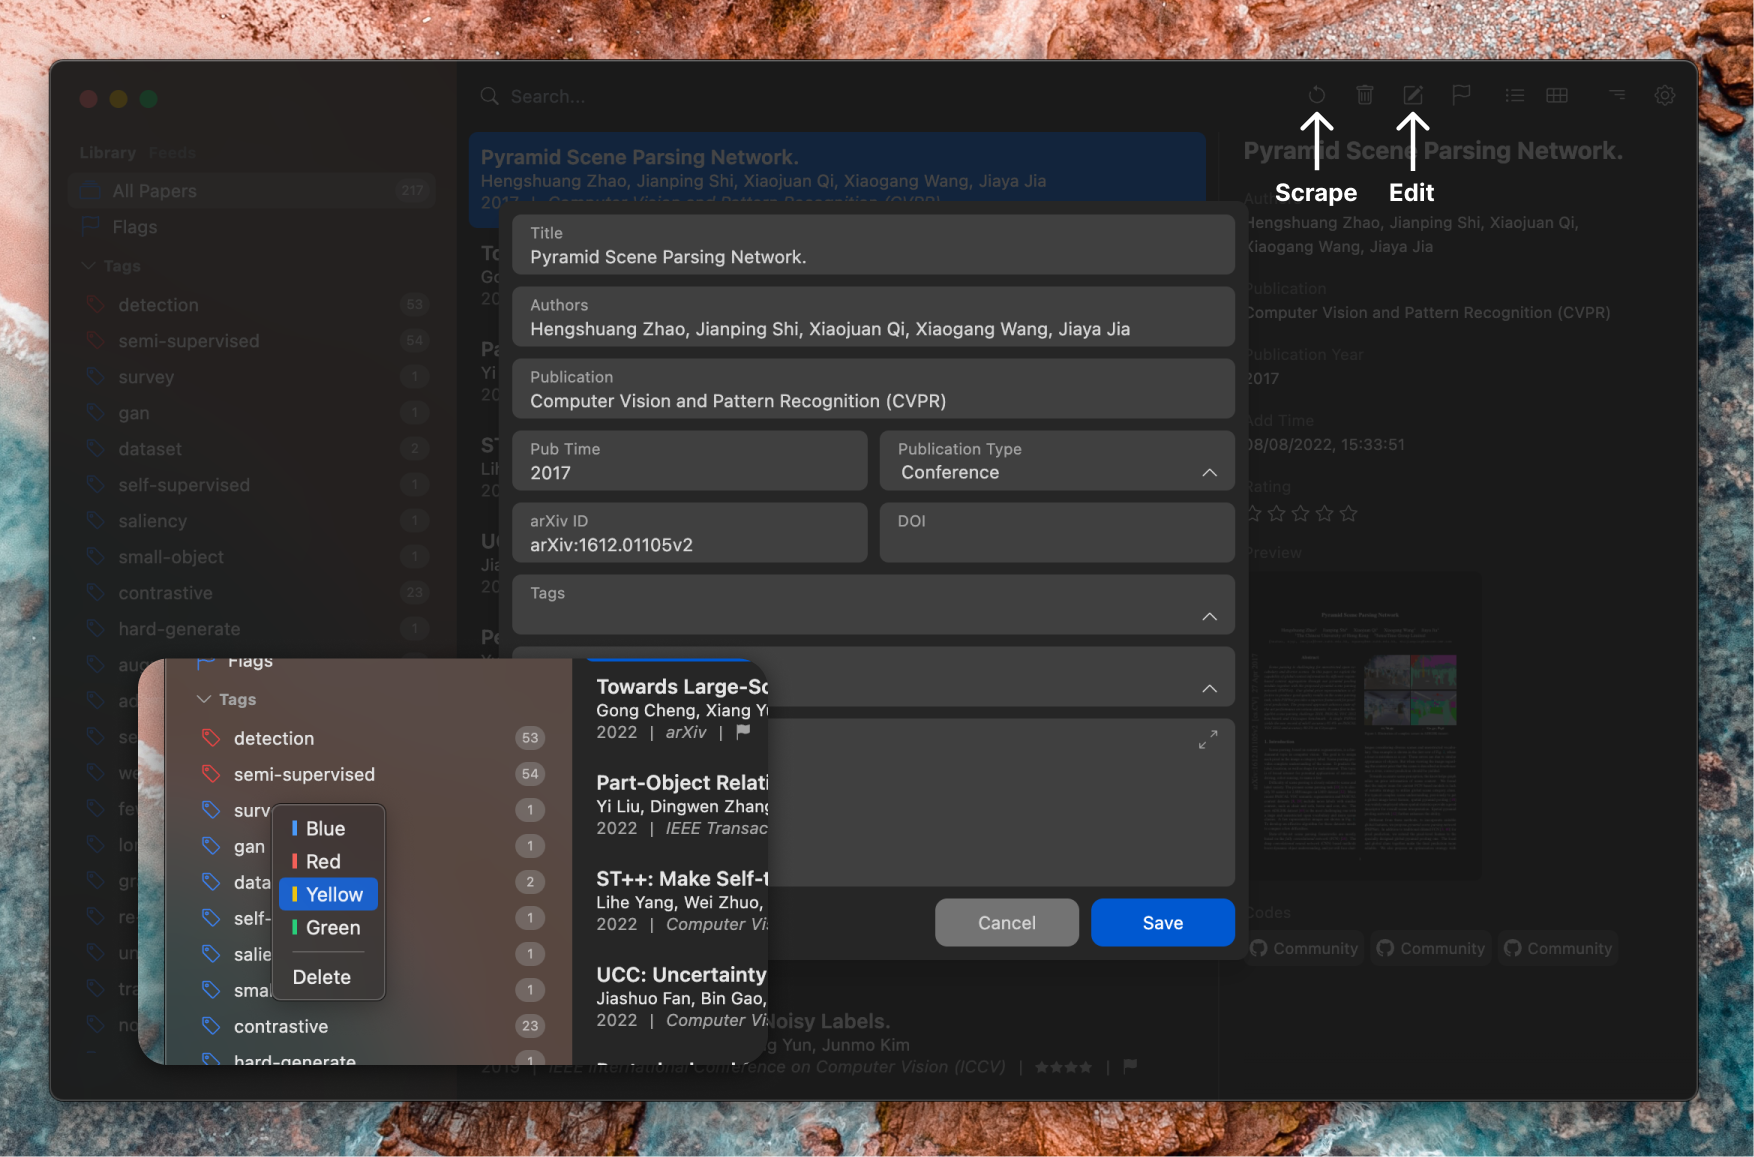 Search...
Scrape
Edit
Library Feeds
All Papers 217
Flags
Tags
detection 53
semi-supervised 54
survey 1
gan 1
dataset 2
self-supervised 1
saliency 1
small-object 1
contrastive 23
hard-generate 1
Pyramid Scene Parsing Network.
Hengshuang Zhao, Jianping Shi, Xiaojuan Qi, Xiaogang Wang, Jiaya Jia
2017 | Computer Vision and Pattern Recognition (CVPR)
Title
Pyramid Scene Parsing Network.
Authors
Hengshuang Zhao, Jianping Shi, Xiaojuan Qi, Xiaogang Wang, Jiaya Jia
Publication
Computer Vision and Pattern Recognition (CVPR)
Pub Time
2017
Publication Type
Conference
arXiv ID
arXiv:1612.01105v2
DOI
Tags
Cancel
Save
Noisy Labels.
g Yun, Junmo Kim
2019 | IEEE International Conference on Computer Vision (ICCV) | ★★★★ |
Pyramid Scene Parsing Network.
Hengshuang Zhao, Jianping Shi, Xiaojuan Qi,
Xiaogang Wang, Jiaya Jia
Publication
Computer Vision and Pattern Recognition (CVPR)
Publication Year
2017
Add Time
08/08/2022, 15:33:51
Rating
Preview
Pyramid Scene Parsing Network
Codes
Community
Community
Community
Flags
Tags
detection 53
semi-supervised 54
surv 1
gan 1
data 2
self- 1
salie 1
smal 1
contrastive 23
hard-generate 1
Blue
Red
Yellow
Green
Delete
Towards Large-Sc
Gong Cheng, Xiang Yu
2022 | arXiv |
Part-Object Relati
Yi Liu, Dingwen Zhang
2022 | IEEE Transac
ST++: Make Self-t
Lihe Yang, Wei Zhuo,
2022 | Computer Vis
UCC: Uncertainty
Jiashuo Fan, Bin Gao,
2022 | Computer Vis